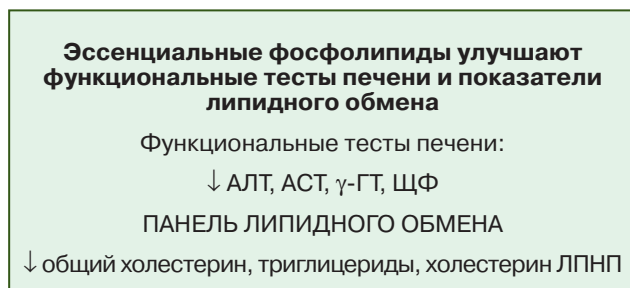 Эссенциальные фосфолипиды улучшают
функциональные тесты печени и показатели
липидного обмена
Функциональные тесты печени:
↓ АЛТ, АСТ, γ-ГТ, ЩФ
ПАНЕЛЬ ЛИПИДНОГО ОБМЕНА
↓ общий холестерин, триглицериды, холестерин ЛПНП